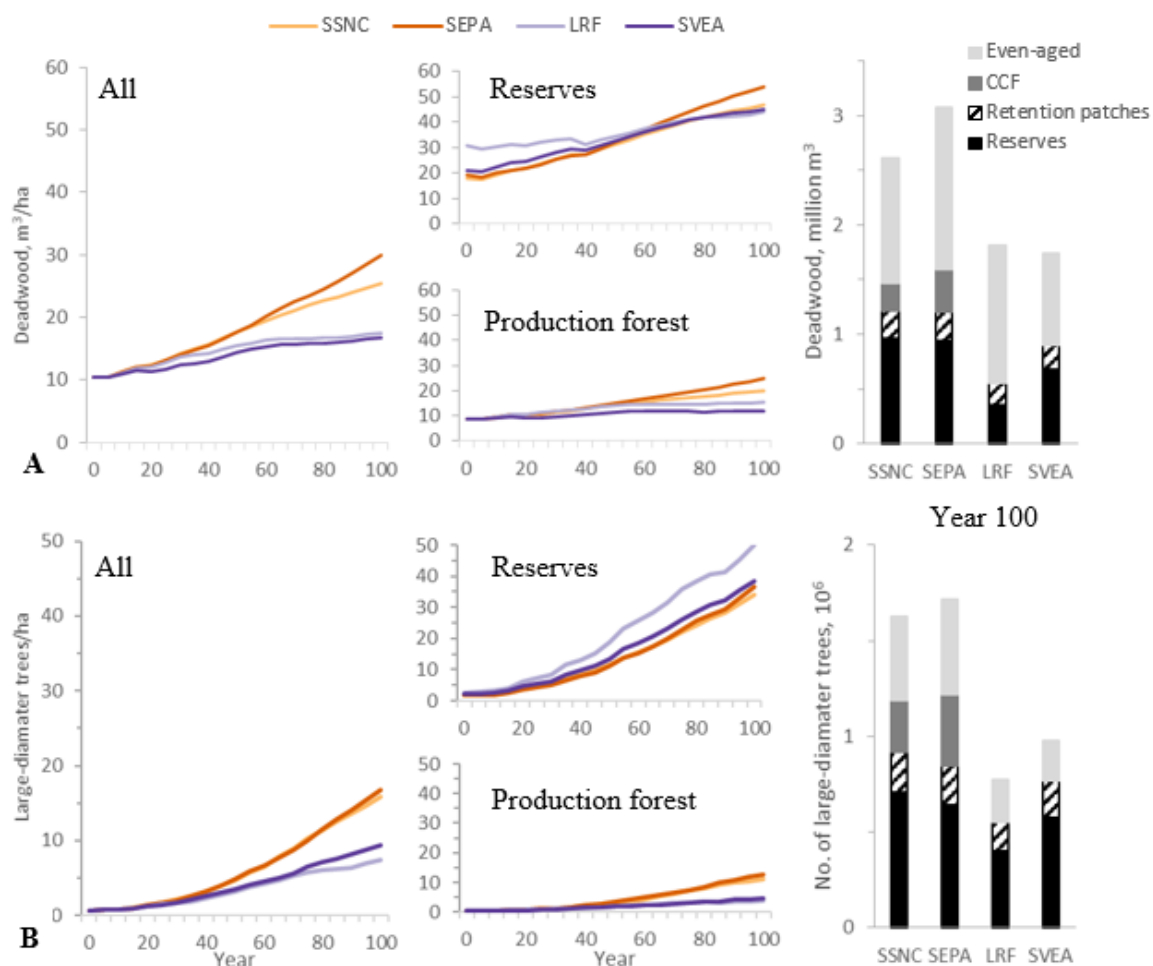 SSNC SEPA LRF SVEA
All
Deadwood, m³/ha
60
50
40
30
20
10
0
0 20 40 60 80 100
A
Reserves
60
50
40
30
20
10
0
0 20 40 60 80 100
Production forest
60
50
40
30
20
10
0
0 20 40 60 80 100
Even-aged
CCF
Retention patches
Reserves
Deadwood, million m³
3
2
1
0
SSNC SEPA LRF SVEA
Year 100
All
Large-diamater trees/ha
50
40
30
20
10
0
0 20 40 60 80 100
Year
B
Reserves
50
40
30
20
10
0
0 20 40 60 80 100
Production forest
50
40
30
20
10
0
0 20 40 60 80 100
Year
No. of large-diamater trees, 10⁶
2
1
0
SSNC SEPA LRF SVEA